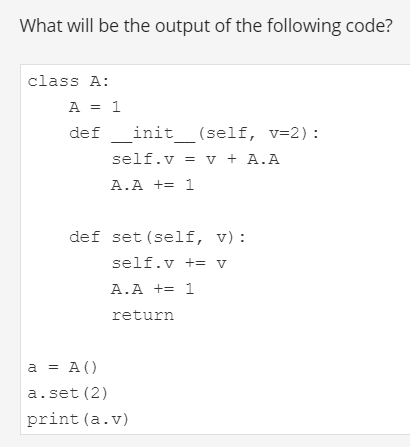 What will be the output of the following code?
class A:
    A = 1
    def __init__(self, v=2):
        self.v = v + A.A
        A.A += 1
    def set(self, v):
        self.v += v
        A.A += 1
        return
a = A()
a.set(2)
print(a.v)